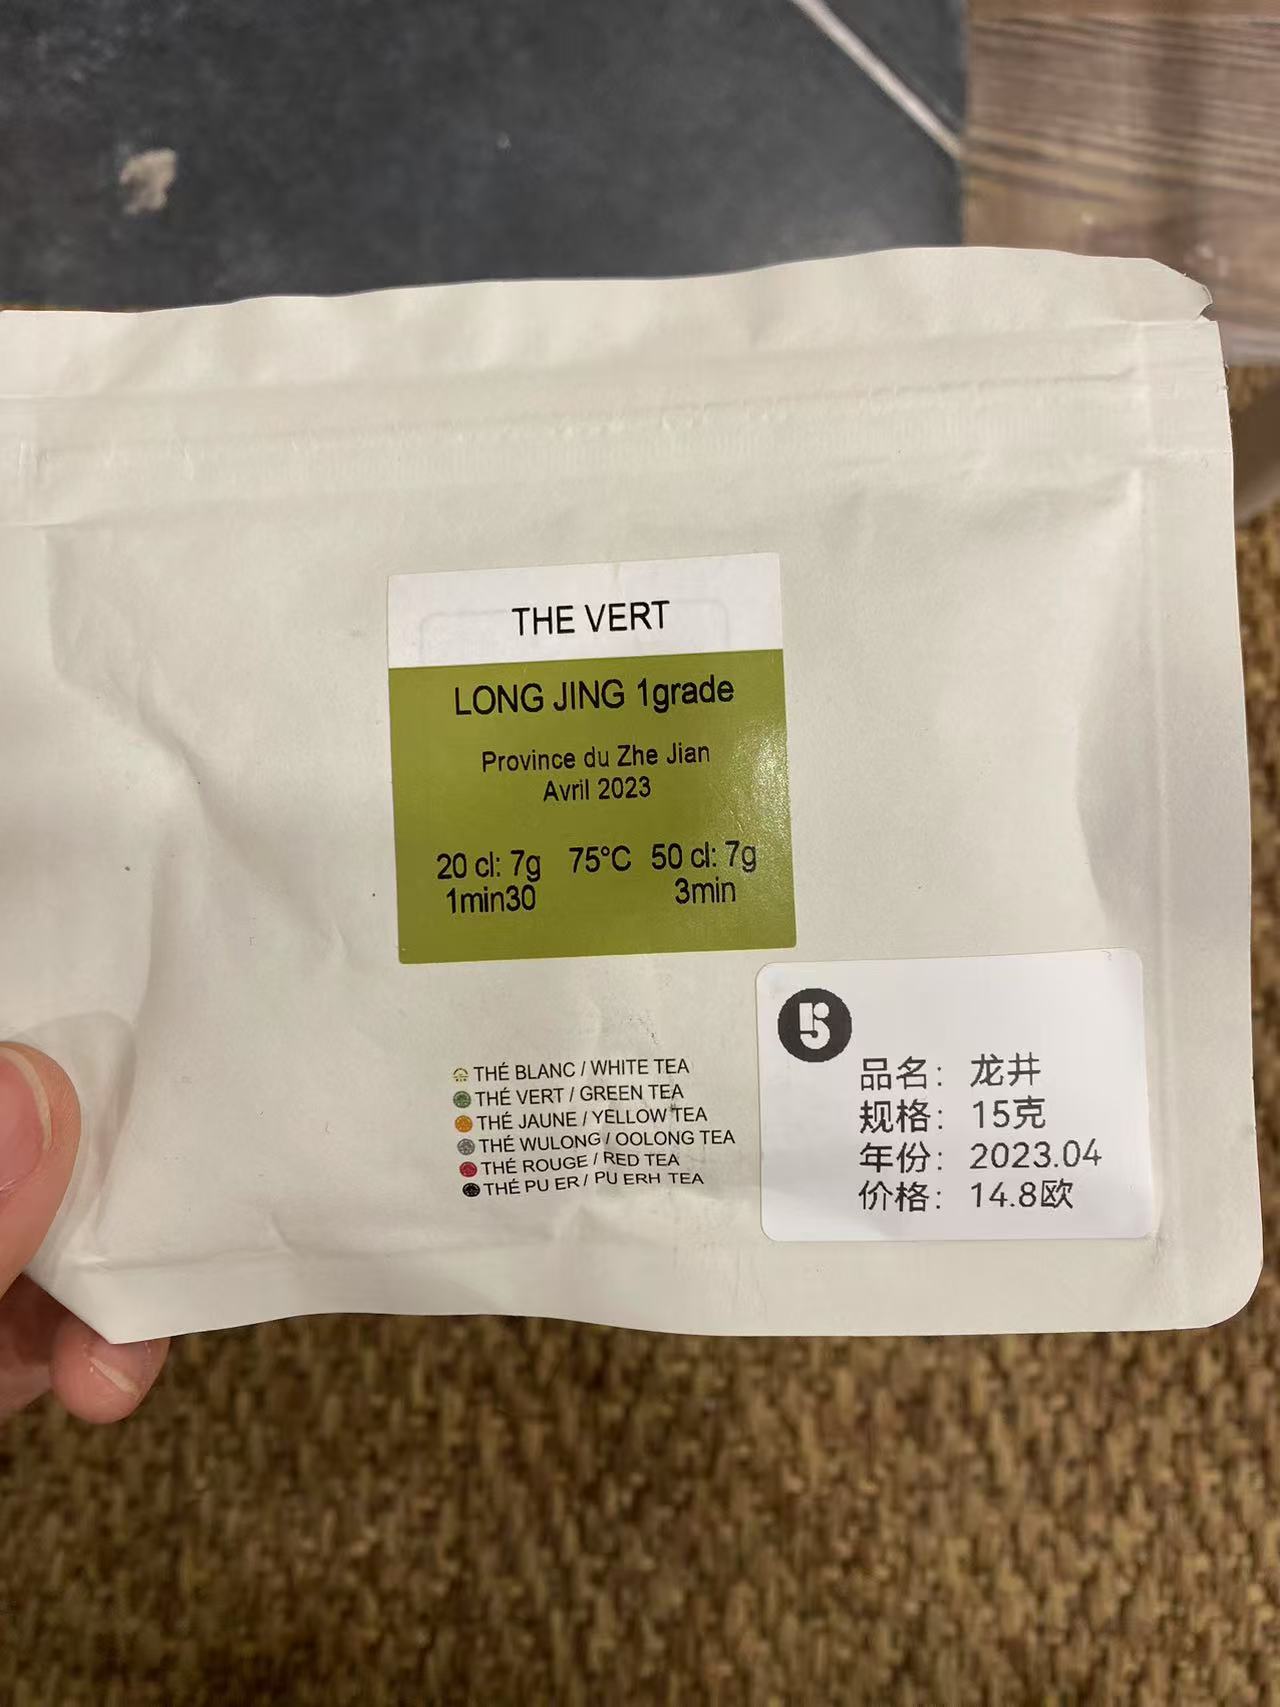 THE VERT
LONG JING 1grade
Province du Zhe Jian
Avril 2023
20 cl: 7g 75°C 50 cl: 7g
1min30 3min
THÉ BLANC / WHITE TEA
THÉ VERT / GREEN TEA
THÉ JAUNE / YELLOW TEA
THÉ WULONG / OOLONG TEA
THÉ ROUGE / RED TEA
THÉ PU ER / PU ERH TEA
5
品名: 龙井
规格: 15克
年份: 2023.04
价格: 14.8欧